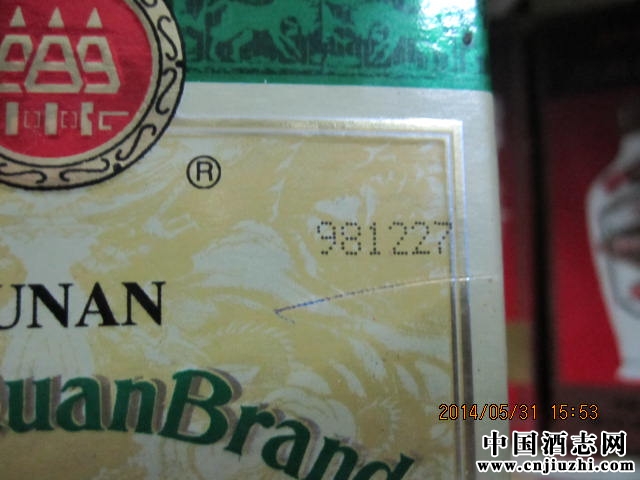 ®
981227
UNAN
uanBrand
2014/05/31 15:53
中国酒志网
www.cnjiuzhi.com